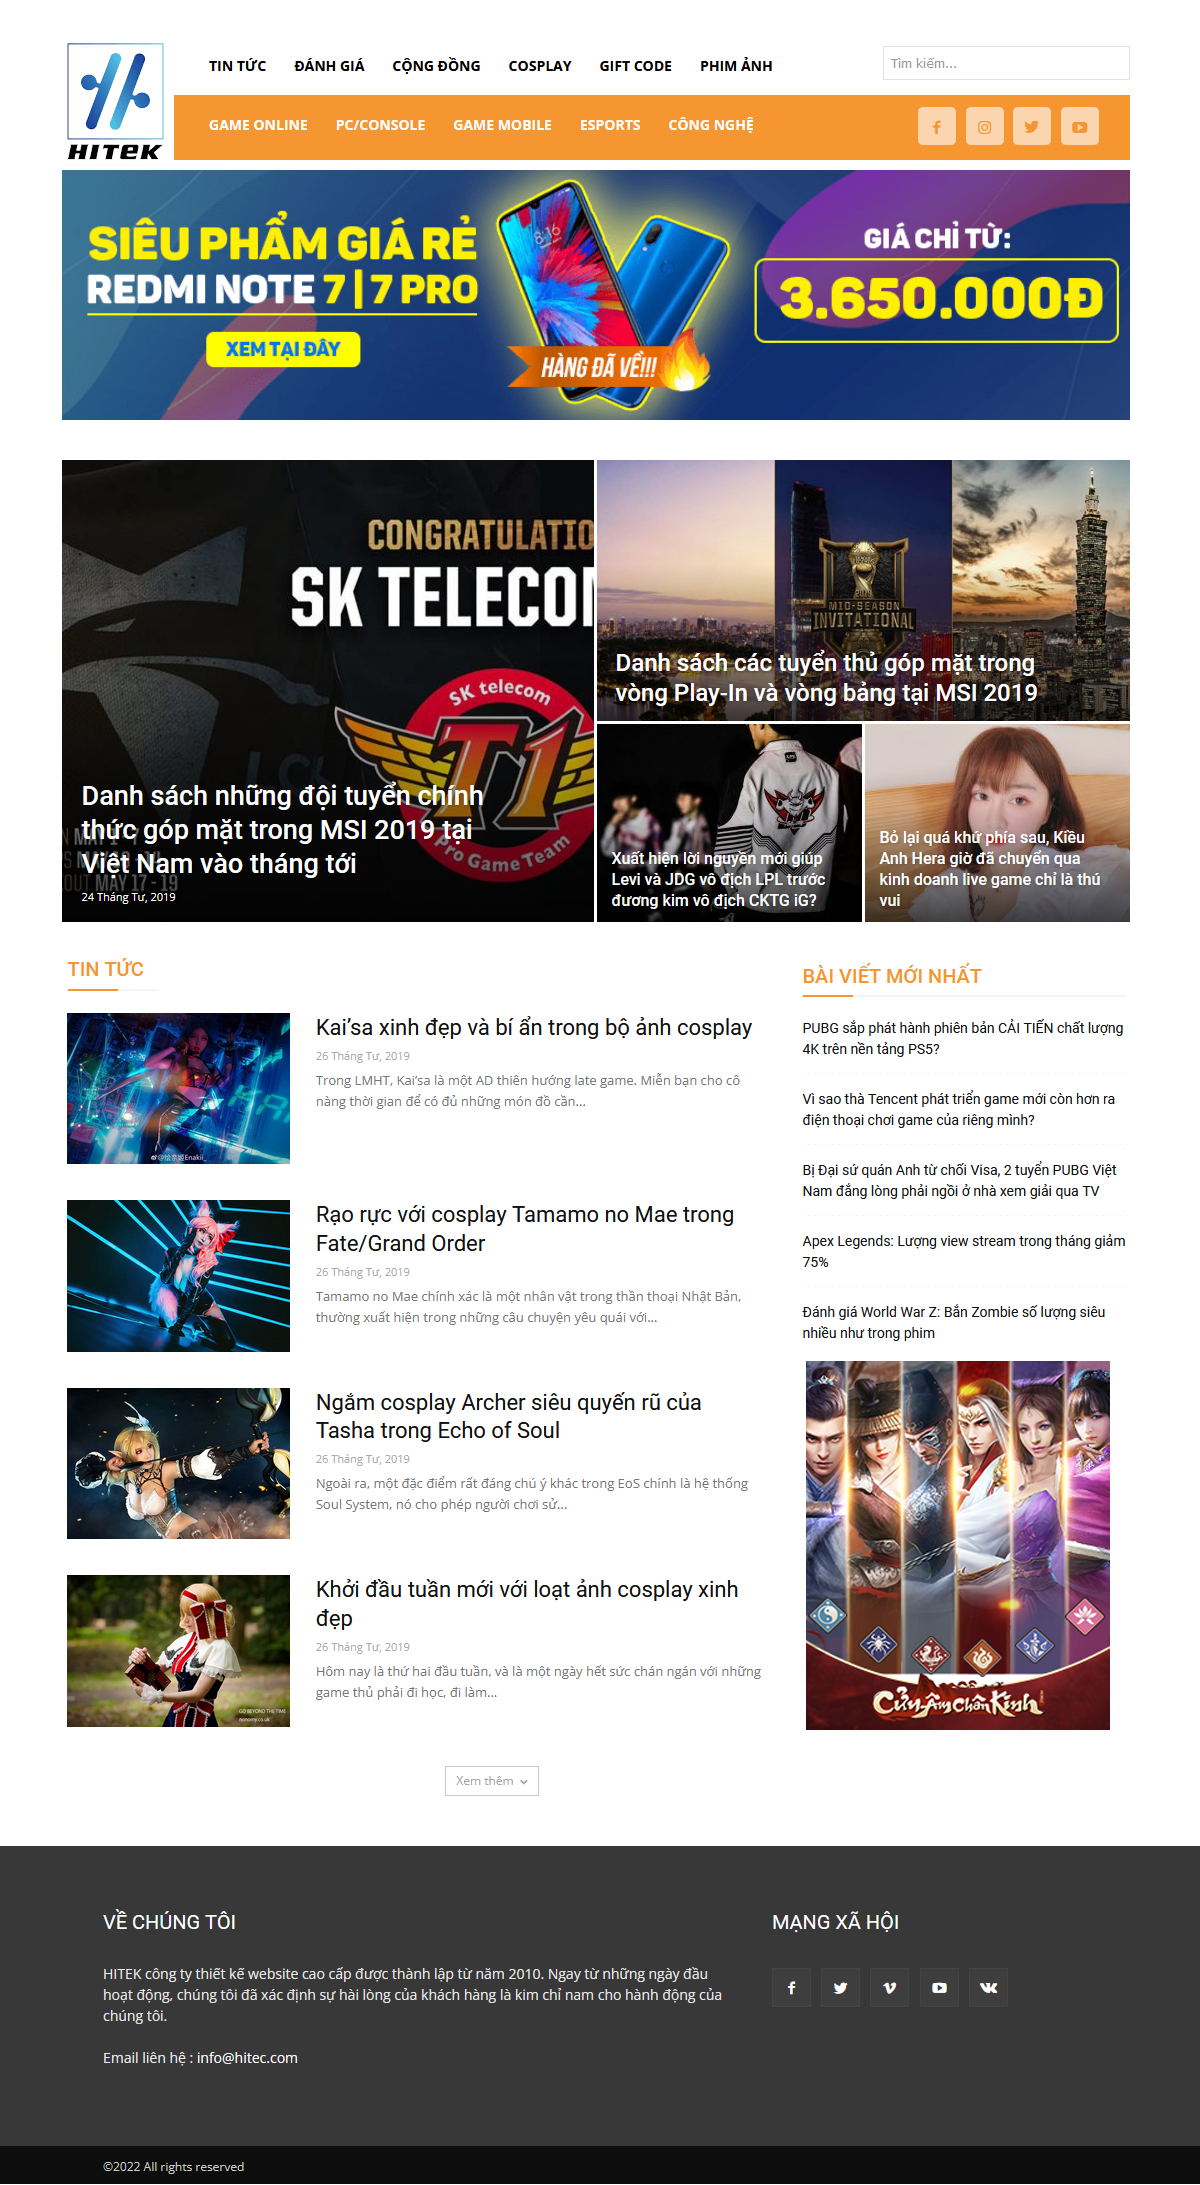 HITEK
TIN TỨC ĐÁNH GIÁ CỘNG ĐỒNG COSPLAY GIFT CODE PHIM ẢNH
Tìm kiếm...
GAME ONLINE PC/CONSOLE GAME MOBILE ESPORTS CÔNG NGHỆ
SIÊU PHẨM GIÁ RẺ
REDMI NOTE 7 | 7 PRO
XEM TẠI ĐÂY
8:16
HÀNG ĐÃ VỀ!!!
GIÁ CHỈ TỪ:
3.650.000Đ
CONGRATULATIO
SK TELECO
SK telecom
T1
Pro Game Team
MAY 17 - 19
Danh sách những đội tuyển chính
thức góp mặt trong MSI 2019 tại
Việt Nam vào tháng tới
24 Tháng Tư, 2019
2019
MID-SEASON
INVITATIONAL
Danh sách các tuyển thủ góp mặt trong
vòng Play-In và vòng bảng tại MSI 2019
Xuất hiện lời nguyền mới giúp
Levi và JDG vô địch LPL trước
đương kim vô địch CKTG iG?
Bỏ lại quá khứ phía sau, Kiều
Anh Hera giờ đã chuyển qua
kinh doanh live game chỉ là thú
vui
TIN TỨC
Kai’sa xinh đẹp và bí ẩn trong bộ ảnh cosplay
26 Tháng Tư, 2019
Trong LMHT, Kai’sa là một AD thiên hướng late game. Miễn bạn cho cô
nàng thời gian để có đủ những món đồ cần...
Rạo rực với cosplay Tamamo no Mae trong
Fate/Grand Order
26 Tháng Tư, 2019
Tamamo no Mae chính xác là một nhân vật trong thần thoại Nhật Bản,
thường xuất hiện trong những câu chuyện yêu quái với...
Ngắm cosplay Archer siêu quyến rũ của
Tasha trong Echo of Soul
26 Tháng Tư, 2019
Ngoài ra, một đặc điểm rất đáng chú ý khác trong EoS chính là hệ thống
Soul System, nó cho phép người chơi sử...
Khởi đầu tuần mới với loạt ảnh cosplay xinh
đẹp
26 Tháng Tư, 2019
Hôm nay là thứ hai đầu tuần, và là một ngày hết sức chán ngán với những
game thủ phải đi học, đi làm...
GO BEYOND THE TIME
Xem thêm
BÀI VIẾT MỚI NHẤT
PUBG sắp phát hành phiên bản CẢI TIẾN chất lượng
4K trên nền tảng PS5?
Vì sao thà Tencent phát triển game mới còn hơn ra
điện thoại chơi game của riêng mình?
Bị Đại sứ quán Anh từ chối Visa, 2 tuyển PUBG Việt
Nam đắng lòng phải ngồi ở nhà xem giải qua TV
Apex Legends: Lượng view stream trong tháng giảm
75%
Đánh giá World War Z: Bắn Zombie số lượng siêu
nhiều như trong phim
Cửu Âm Chân Kinh
VỀ CHÚNG TÔI
HITEK công ty thiết kế website cao cấp được thành lập từ năm 2010. Ngay từ những ngày đầu
hoạt động, chúng tôi đã xác định sự hài lòng của khách hàng là kim chỉ nam cho hành động của
chúng tôi.
Email liên hệ : info@hitec.com
MẠNG XÃ HỘI
©2022 All rights reserved